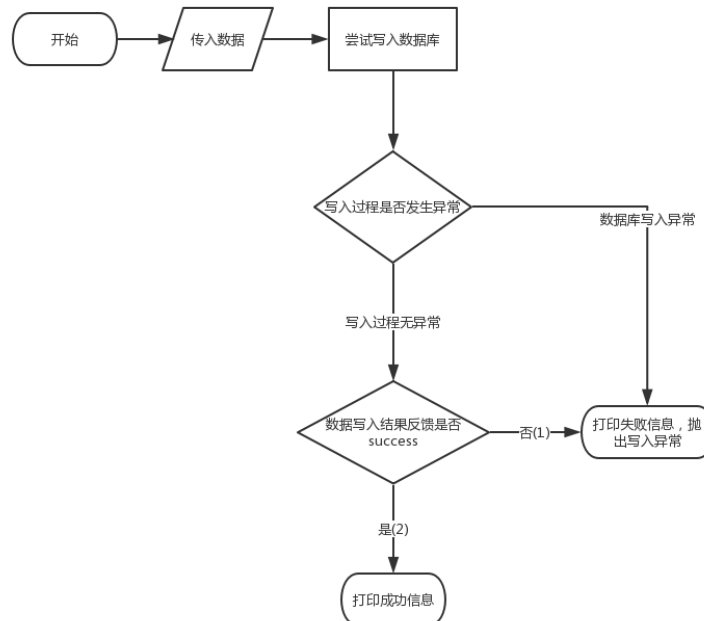 开始
传入数据
尝试写入数据库
写入过程是否发生异常
数据库写入异常
写入过程无异常
数据写入结果反馈是否
success
否(1)
打印失败信息，抛
出写入异常
是(2)
打印成功信息